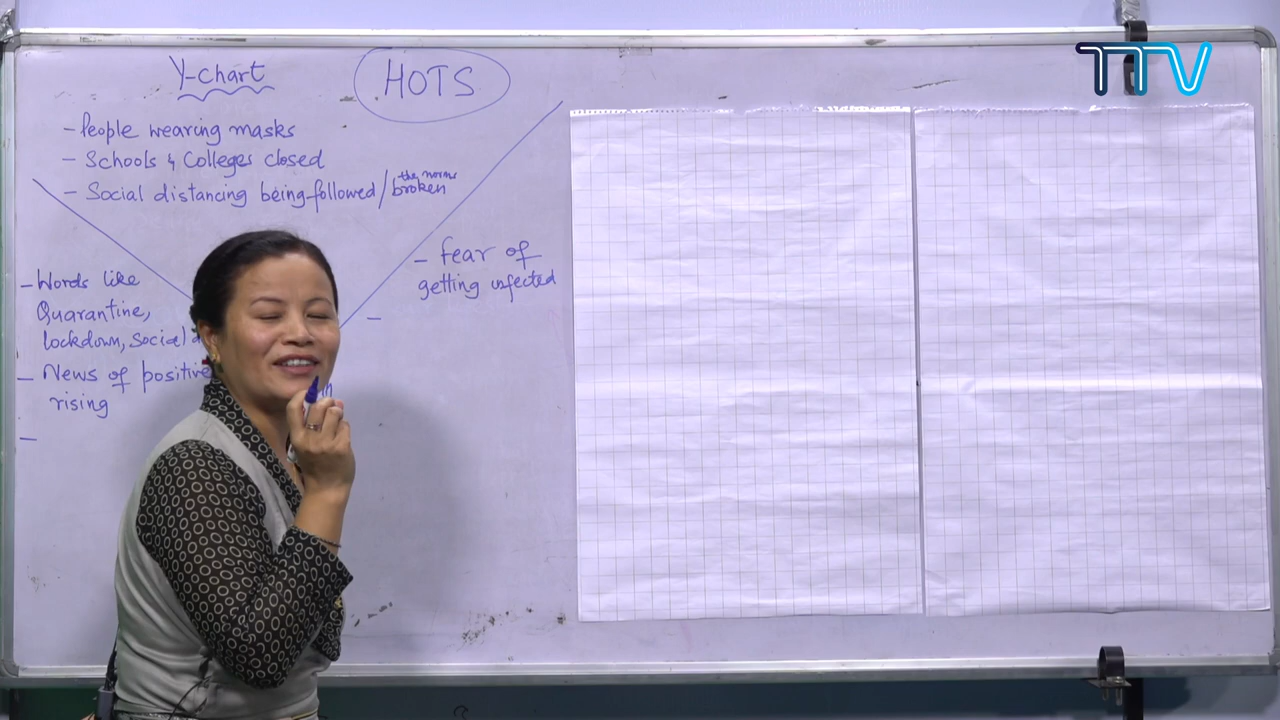 TTV
Y-chart
HOTS
- People wearing masks
- Schools & Colleges closed
- Social distancing being followed/ the norms broken
- Words like
Quarantine,
lockdown, social
- News of positive
rising
-
- fear of
getting infected
-